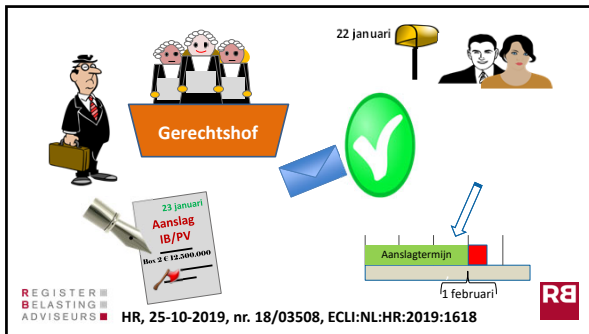 22 januari
Gerechtshof
23 januari
Aanslag
IB/PV
Box 2 € 12.500.000
Aanslagtermijn
1 februari
REGISTER
BELASTING
ADVISEURS
HR, 25-10-2019, nr. 18/03508, ECLI:NL:HR:2019:1618
RB